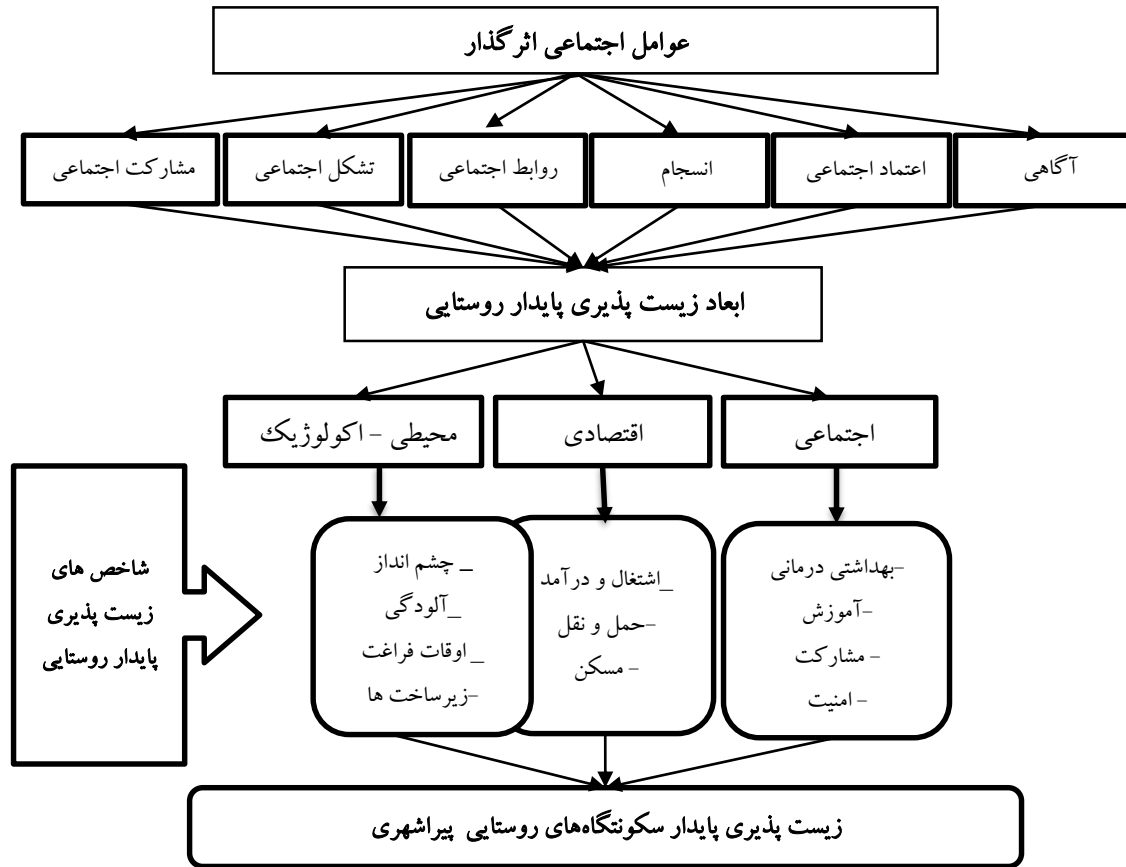 عوامل اجتماعی اثرگذار
آگاهی
اعتماد اجتماعی
انسجام
روابط اجتماعی
تشکل اجتماعی
مشارکت اجتماعی
ابعاد زیست پذیری پایدار روستایی
اجتماعی
اقتصادی
محیطی – اکولوژیک
-بهداشتی درمانی
-آموزش
- مشارکت
- امنیت
_اشتغال و درآمد
-حمل و نقل
- مسکن
_ چشم انداز
_آلودگی
_ اوقات فراغت
-زیرساخت ها
شاخص های
زیست پذیری
پایدار روستایی
زیست پذیری پایدار سکونتگاه‌های روستایی پیراشهری